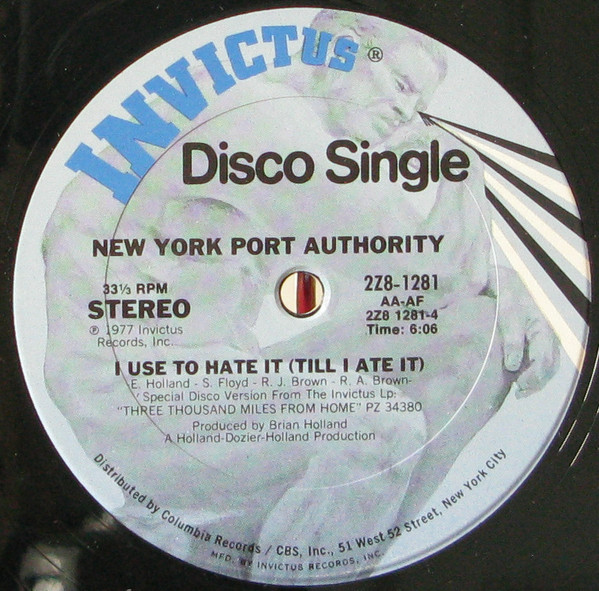 INVICTUS®
Disco Single
NEW YORK PORT AUTHORITY
33⅓ RPM
STEREO
℗ 1977 Invictus
Records, Inc.
2Z8-1281
AA-AF
2Z8 1281-4
Time: 6:06
I USE TO HATE IT (TILL I ATE IT)
E. Holland - S. Floyd - R. J. Brown - R. A. Brown-
Special Disco Version From The Invictus Lp:
"THREE THOUSAND MILES FROM HOME" PZ 34380
Produced by Brian Holland
A Holland-Dozier-Holland Production
Distributed by Columbia Records / CBS, Inc., 51 West 52 Street, New York City
MFD. BY INVICTUS RECORDS, INC.